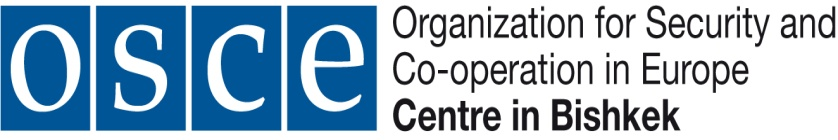 osce
Organization for Security and
Co-operation in Europe
Centre in Bishkek